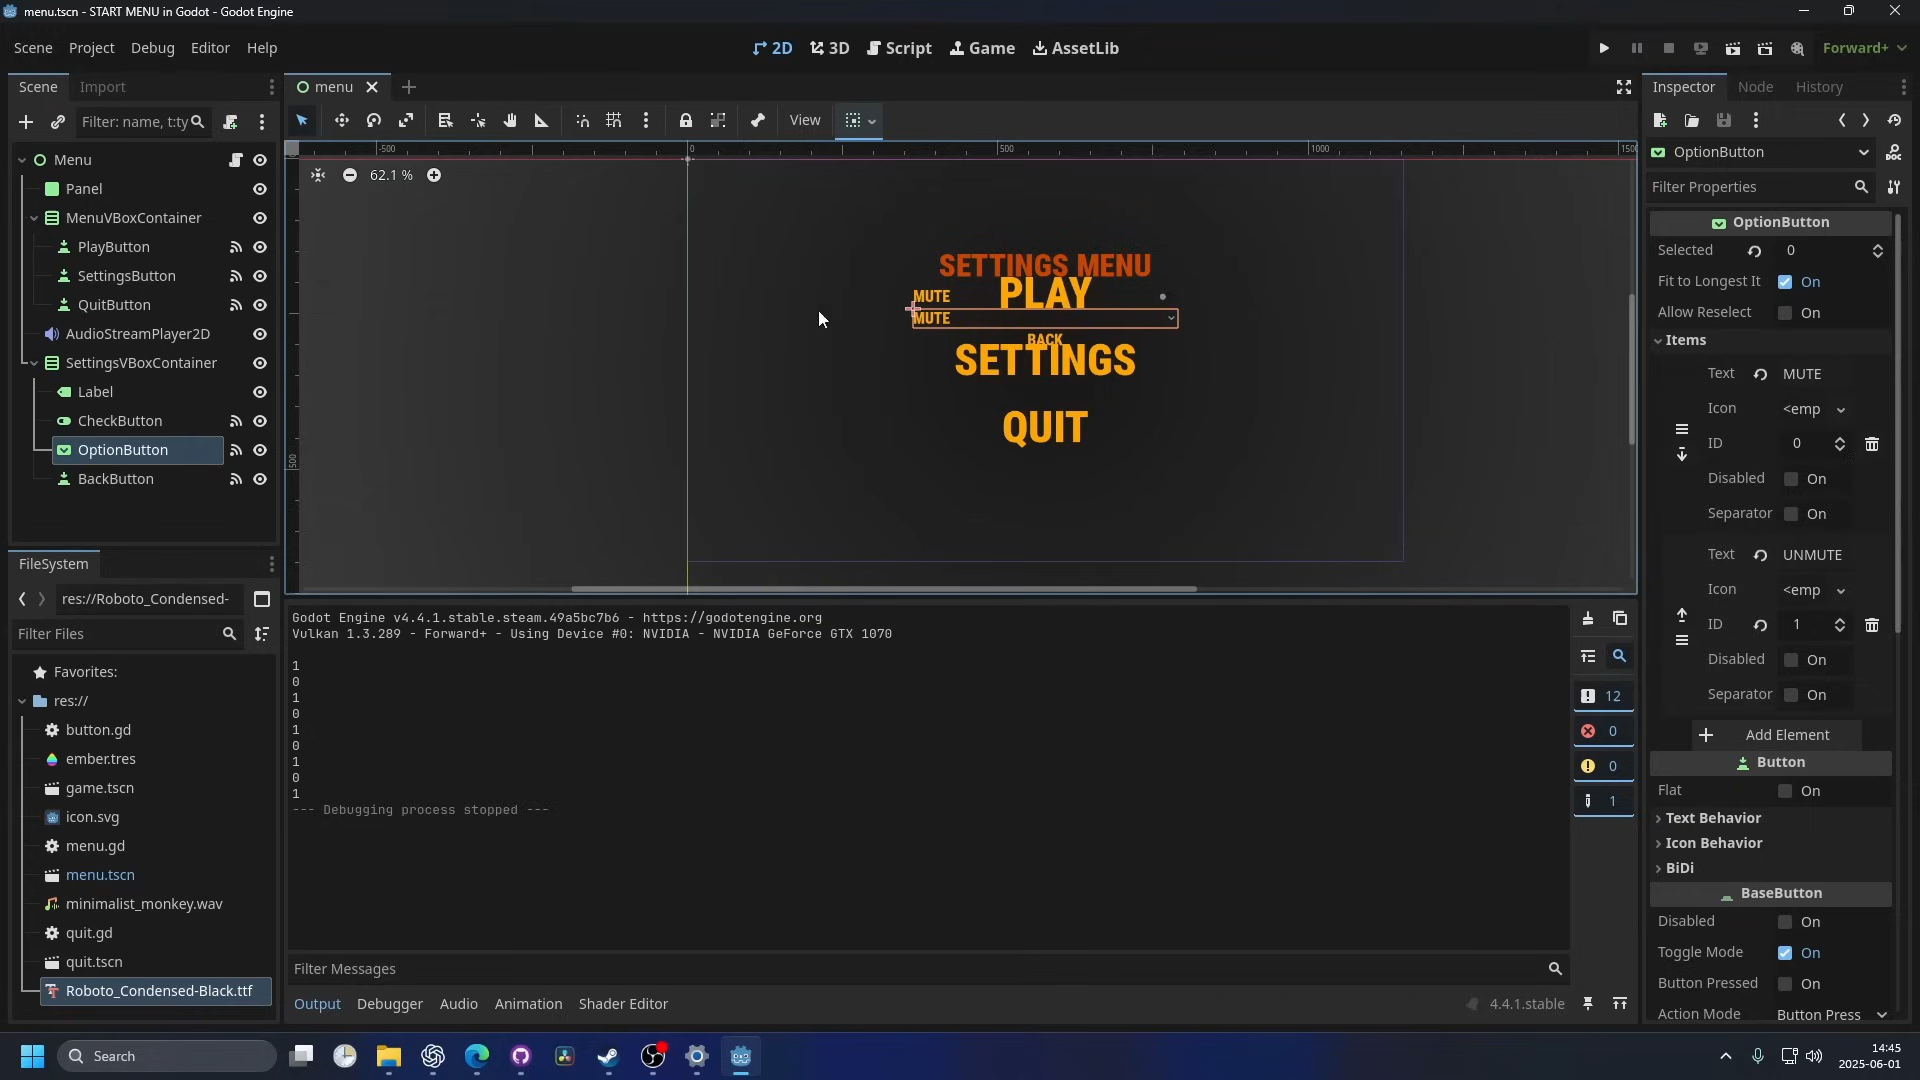 menu.tscn - START MENU in Godot - Godot Engine
Scene Project Debug Editor Help
2D 3D Script Game AssetLib
Forward+
Scene Import
Filter: name, t:ty
Menu
Panel
MenuVBoxContainer
PlayButton
SettingsButton
QuitButton
AudioStreamPlayer2D
SettingsVBoxContainer
Label
CheckButton
OptionButton
BackButton
FileSystem
res://Roboto_Condensed-
Filter Files
Favorites:
res://
button.gd
ember.tres
game.tscn
icon.svg
menu.gd
menu.tscn
minimalist_monkey.wav
quit.gd
quit.tscn
Roboto_Condensed-Black.ttf
menu
View
-500 0 500 1000 1500
500
62.1 %
SETTINGS MENU
PLAY
MUTE
MUTE
BACK
SETTINGS
QUIT
Godot Engine v4.4.1.stable.steam.49a5bc7b6 - https://godotengine.org
Vulkan 1.3.289 - Forward+ - Using Device #0: NVIDIA - NVIDIA GeForce GTX 1070
1
0
1
0
1
0
1
0
1
--- Debugging process stopped ---
12
0
0
1
Filter Messages
Output Debugger Audio Animation Shader Editor
4.4.1.stable
Inspector Node History
OptionButton
DOC
Filter Properties
OptionButton
Selected 0
Fit to Longest It On
Allow Reselect On
Items
Text MUTE
Icon <emp
ID 0
Disabled On
Separator On
Text UNMUTE
Icon <emp
ID 1
Disabled On
Separator On
Add Element
Button
Flat On
Text Behavior
Icon Behavior
BiDi
BaseButton
Disabled On
Toggle Mode On
Button Pressed On
Action Mode Button Press
Search
14:45
2025-06-01